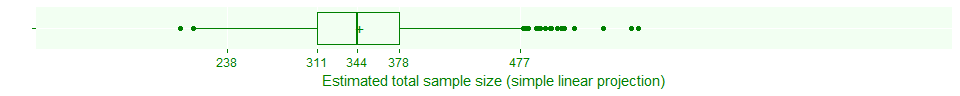 238 311 344 378 477
Estimated total sample size (simple linear projection)